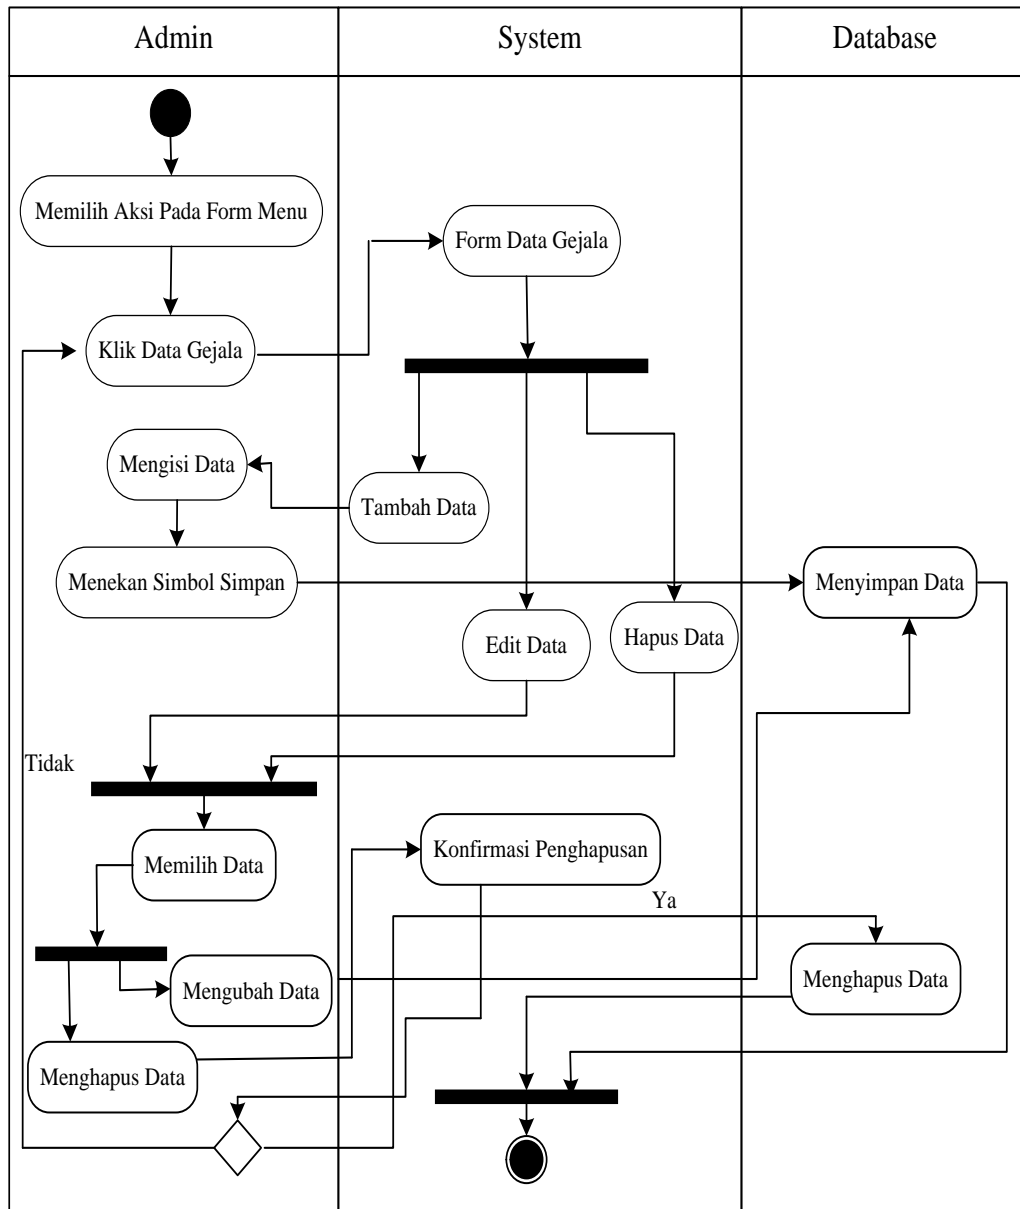 Admin
System
Database
Memilih Aksi Pada Form Menu
Form Data Gejala
Klik Data Gejala
Mengisi Data
Tambah Data
Menekan Simbol Simpan
Menyimpan Data
Edit Data
Hapus Data
Tidak
Memilih Data
Konfirmasi Penghapusan
Ya
Mengubah Data
Menghapus Data
Menghapus Data